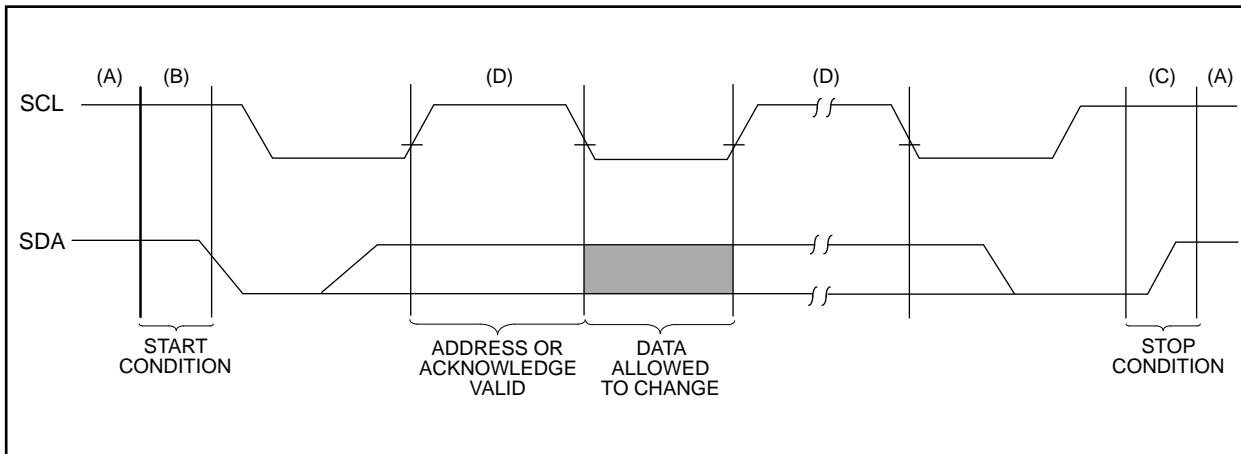 (A) (B) (D) (D) (C) (A)
SCL
SDA
START
CONDITION
ADDRESS OR
ACKNOWLEDGE
VALID
DATA
ALLOWED
TO CHANGE
STOP
CONDITION